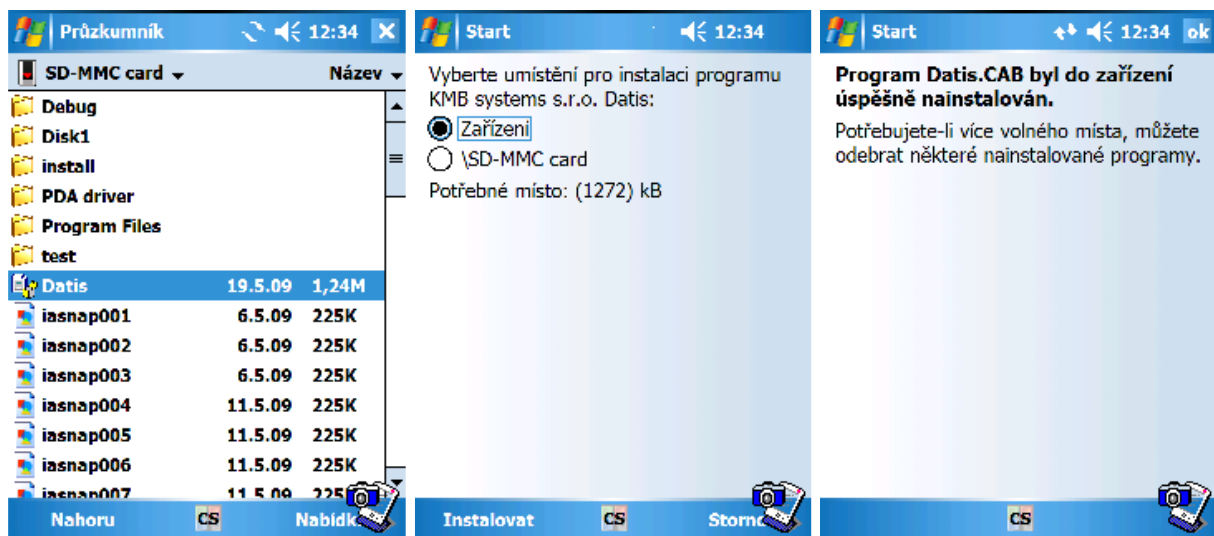 Průzkumník 12:34
SD-MMC card Název
Debug
Disk1
install
PDA driver
Program Files
test
Datis 19.5.09 1,24M
iasnap001 6.5.09 225K
iasnap002 6.5.09 225K
iasnap003 6.5.09 225K
iasnap004 11.5.09 225K
iasnap005 11.5.09 225K
iasnap006 11.5.09 225K
iasnap007 11.5.09
Nahoru CS
Start 12:34
Vyberte umístění pro instalaci programu
KMB systems s.r.o. Datis:
Zařízeni
\SD-MMC card
Potřebné místo: (1272) kB
Instalovat CS
Start 12:34 ok
Program Datis.CAB byl do zařízení
úspěšně nainstalován.
Potřebujete-li více volného místa, můžete
odebrat některé nainstalované programy.
CS